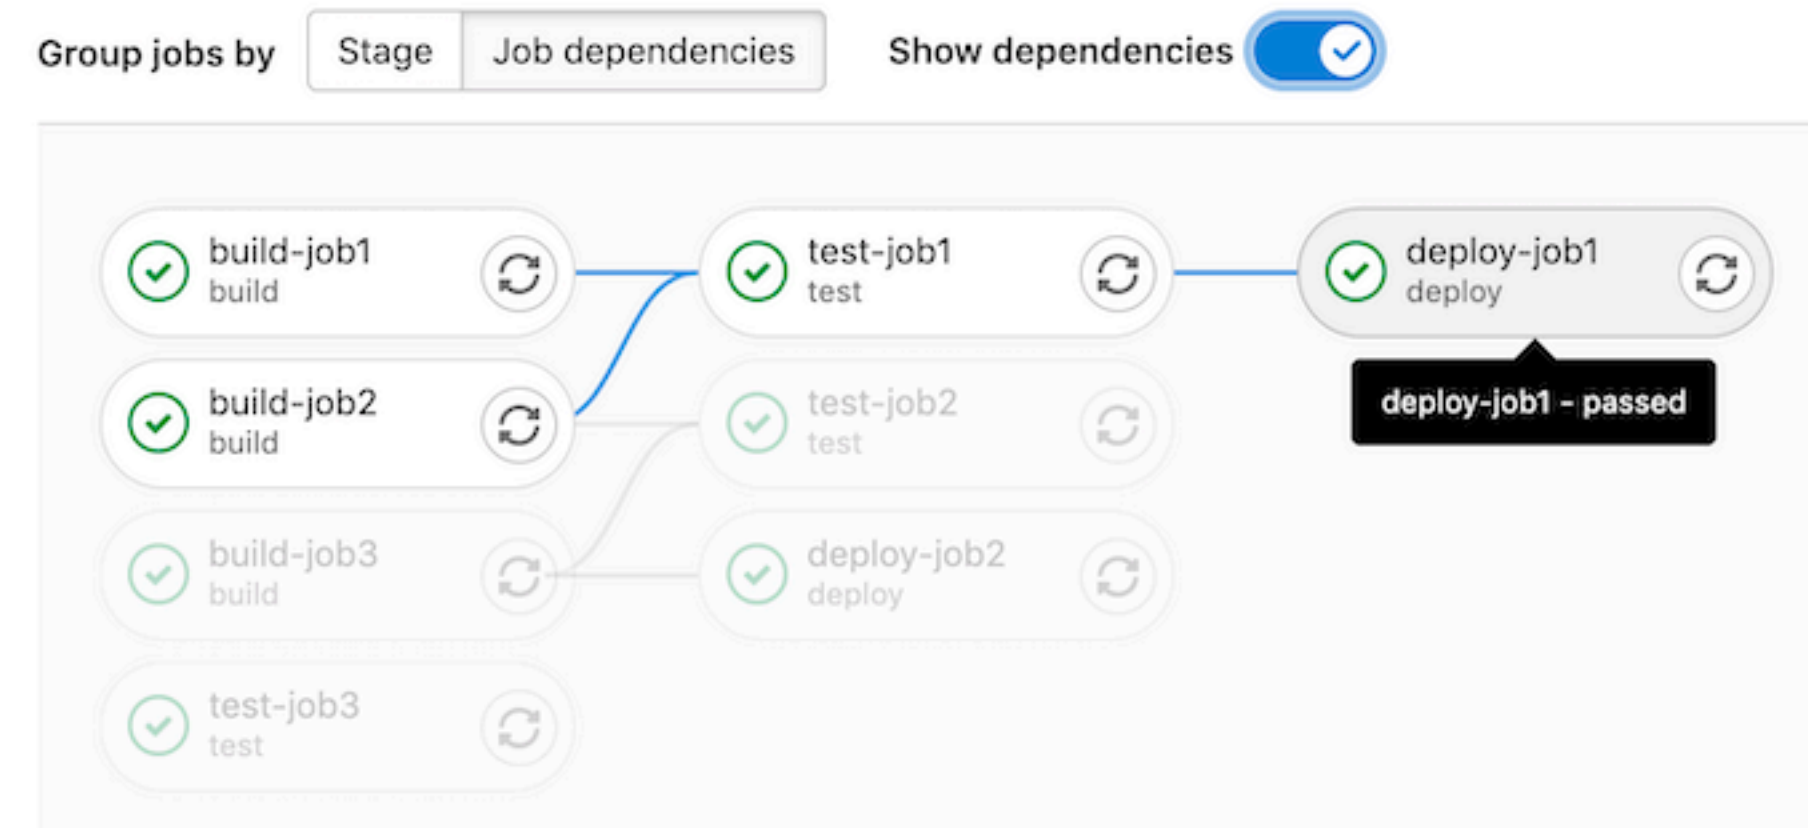 Group jobs by Stage Job dependencies Show dependencies
build-job1
build
test-job1
test
deploy-job1
deploy
build-job2
build
test-job2
test
deploy-job1 - passed
build-job3
build
deploy-job2
deploy
test-job3
test